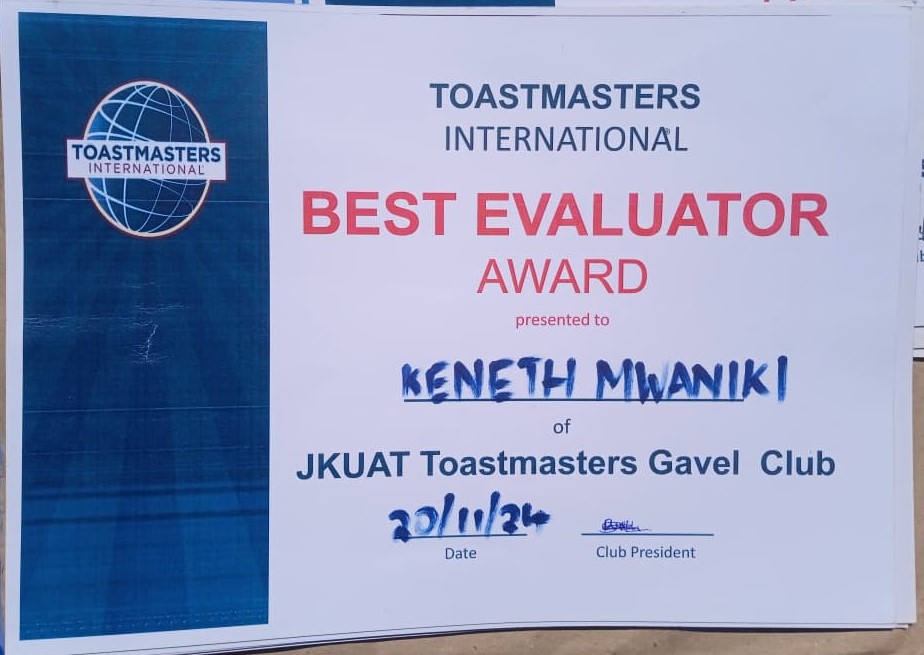 TOASTMASTERS
INTERNATIONAL
TOASTMASTERS
INTERNATIONAL®
BEST EVALUATOR
AWARD
presented to
KENETH MWANIKI
of
JKUAT Toastmasters Gavel Club
20/11/24
Date
Club President